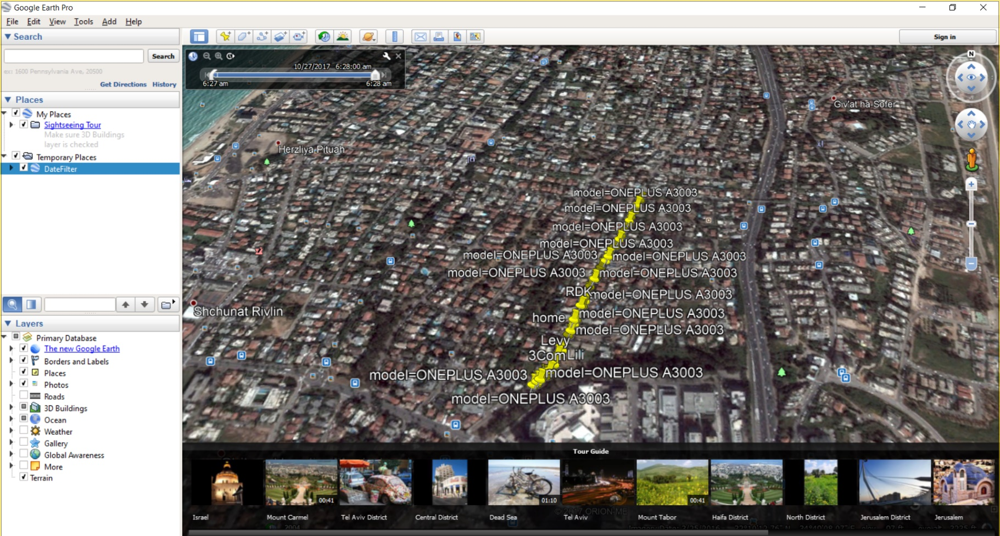 Google Earth Pro
File Edit View Tools Add Help
Search
Search
ex: 1600 Pennsylvania Ave, 20500
Get Directions History
Places
My Places
Sightseeing Tour
Make sure 3D Buildings
layer is checked
Temporary Places
DateFilter
Layers
Primary Database
The new Google Earth
Borders and Labels
Places
Photos
Roads
3D Buildings
Ocean
Weather
Gallery
Global Awareness
More
Terrain
Sign in
10/27/2017 6:28:00 am
6:27 am 6:28 am
N
Giv'at ha-Sofer
Herzliya Pituah
model=ONEPLUS A3003
model=ONEPLUS A3003
model=ONEPLUS A3003
model=ONEPLUS A3003
model=ONEPLUS A3003 model=ONEPLUS A3003
model=ONEPLUS A3003 model=ONEPLUS A3003
RDK model=ONEPLUS A3003
Shchunat Rivlin
home model=ONEPLUS A3003
model=ONEPLUS A3003
Levy
3Com Lili
model=ONEPLUS A3003 model=ONEPLUS A3003
model=ONEPLUS A3003
Tour Guide
00:41 01:10 00:41
© 2017 ORION-ME
Israel Mount Carmel Tel Aviv District Central District Dead Sea Tel Aviv Mount Tabor Haifa District North District Jerusalem District Jerusalem
2004